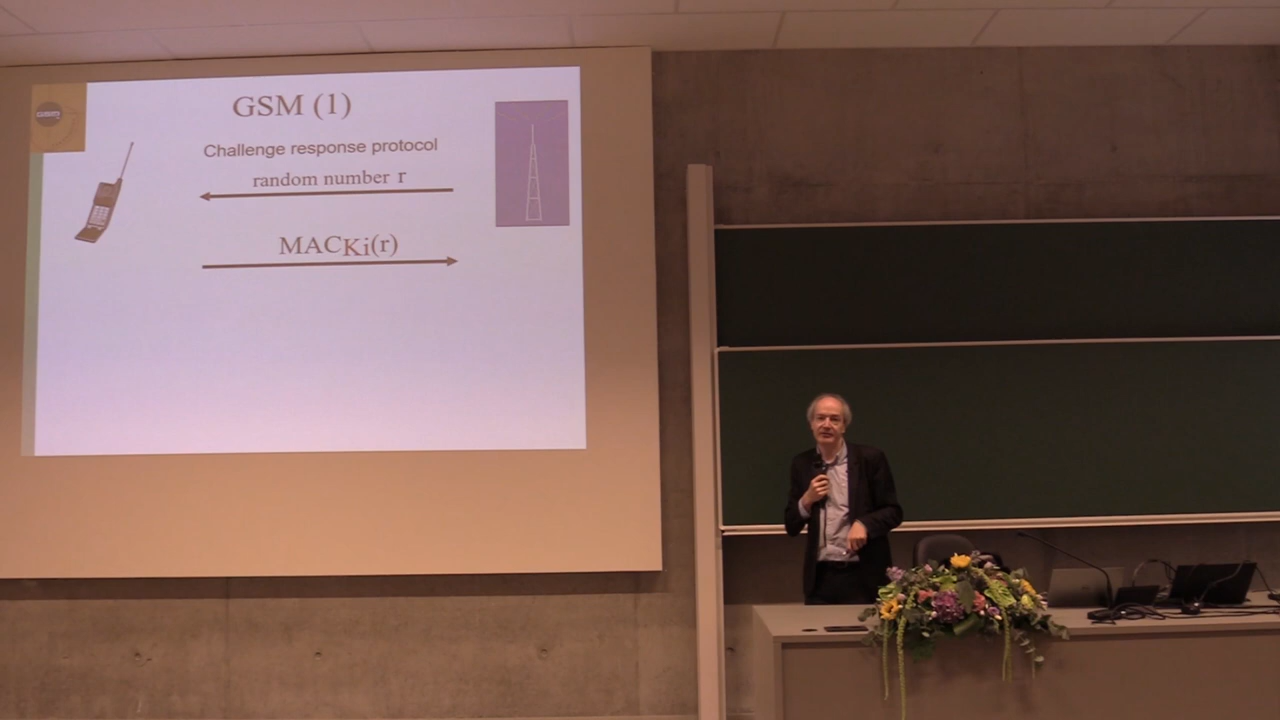 GSM (1)
Challenge response protocol
random number r
MACKi(r)